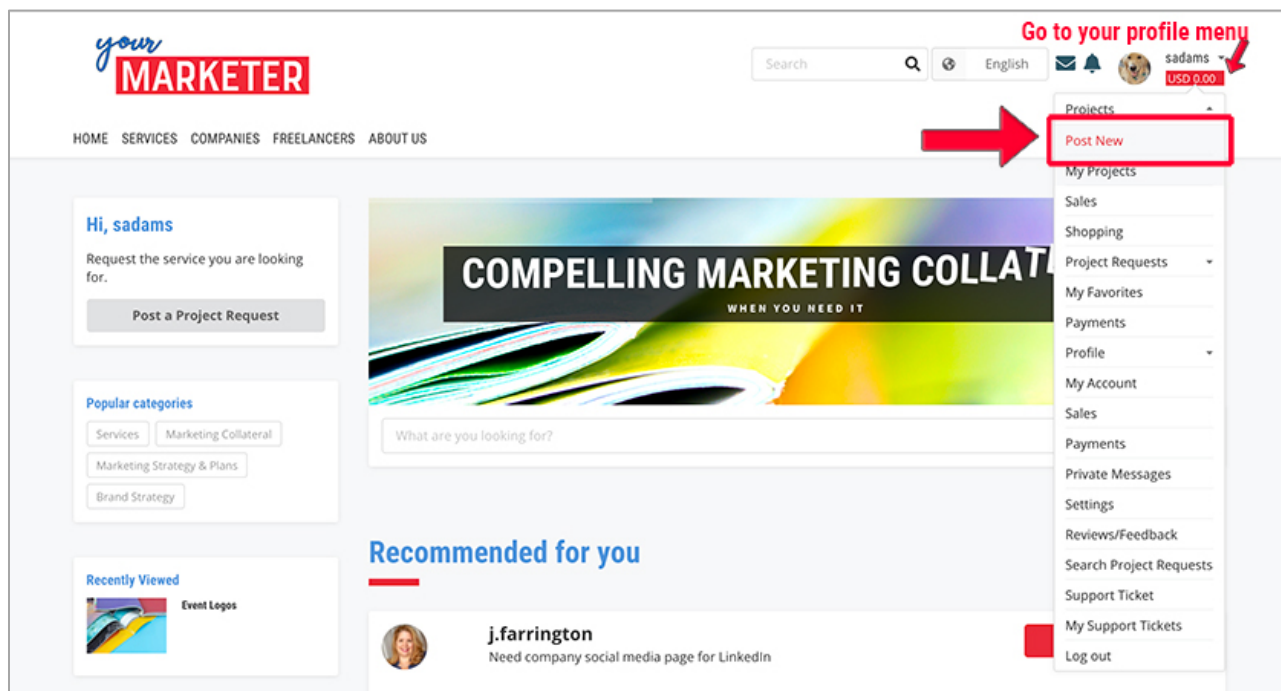 Go to your profile menu
your
MARKETER
Search
English
sadams
USD 0.00
HOME SERVICES COMPANIES FREELANCERS ABOUT US
Projects
Post New
My Projects
Sales
Shopping
Project Requests
My Favorites
Payments
Profile
My Account
Sales
Payments
Private Messages
Settings
Reviews/Feedback
Search Project Requests
Support Ticket
My Support Tickets
Log out
Hi, sadams
Request the service you are looking
for.
Post a Project Request
Popular categories
Services Marketing Collateral
Marketing Strategy & Plans
Brand Strategy
Recently Viewed
Event Logos
COMPELLING MARKETING
WHEN YOU NEED IT
What are you looking for?
Recommended for you
j.farrington
Need company social media page for LinkedIn